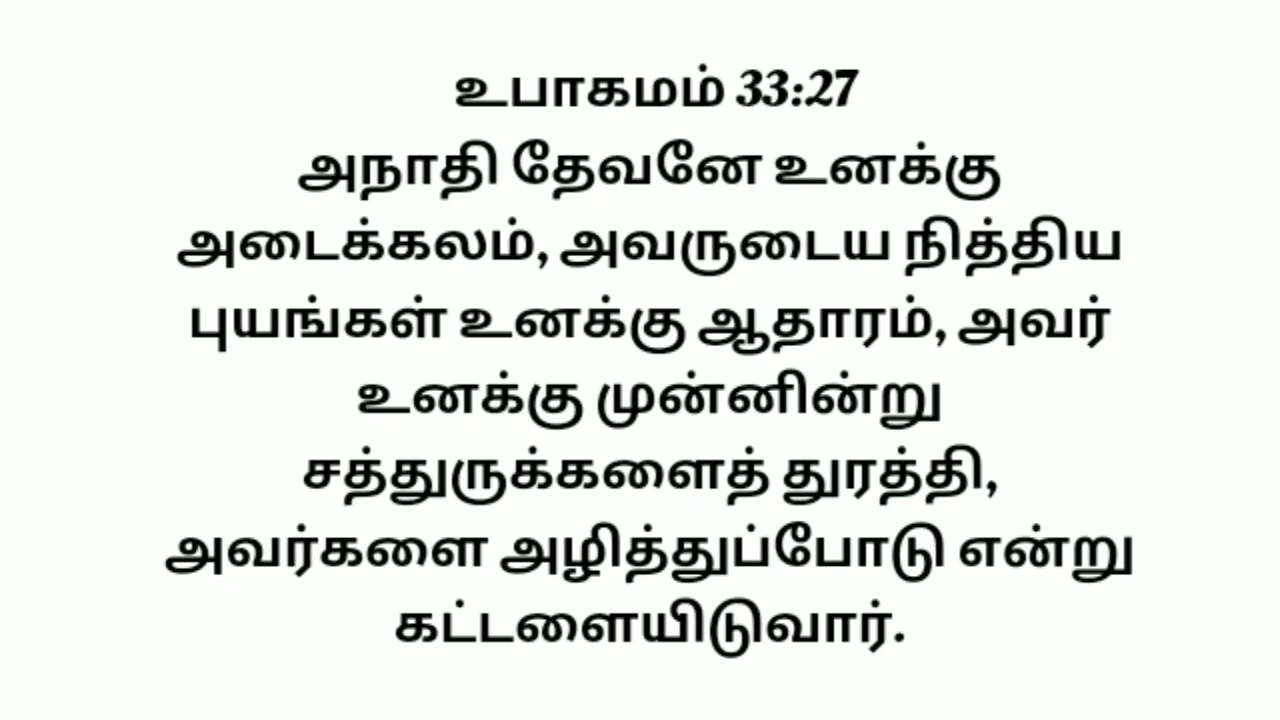 உபாகமம் 33:27
அநாதி தேவனே உனக்கு
அடைக்கலம், அவருடைய நித்திய
புயங்கள் உனக்கு ஆதாரம், அவர்
உனக்கு முன்னின்று
சத்துருக்களைத் துரத்தி,
அவர்களை அழித்துப்போடு என்று
கட்டளையிடுவார்.